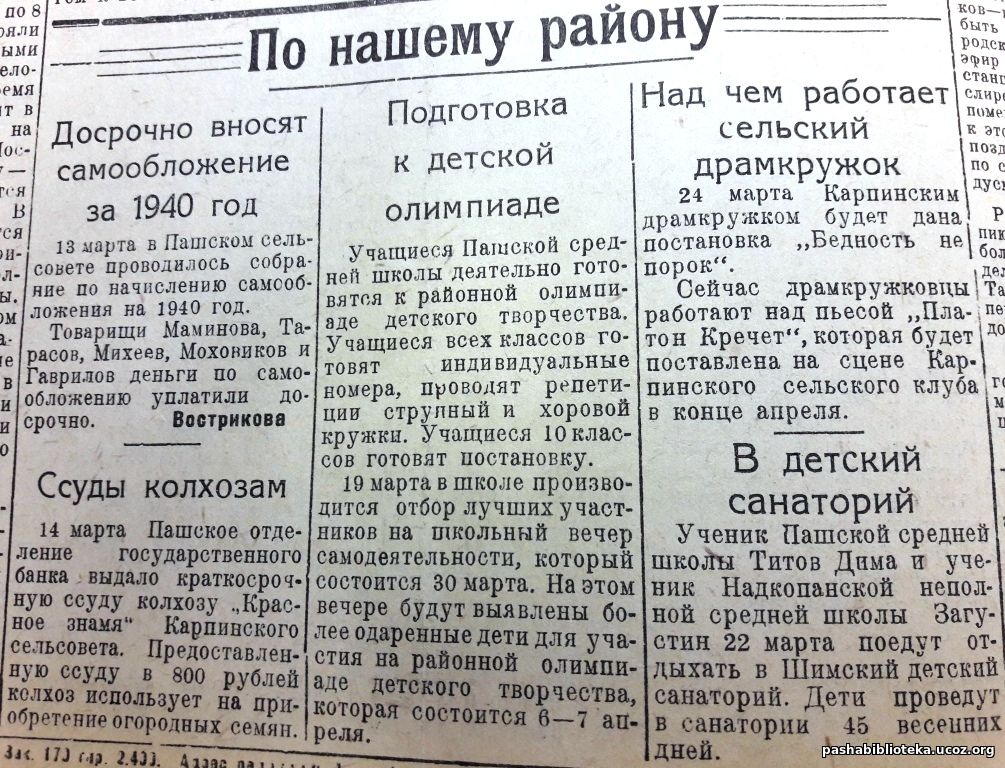 По нашему району
Досрочно вносят
самообложение
за 1940 год
13 марта в Пашском сель-
совете проводилось собра-
ние по начислению самооб-
ложения на 1940 год.
Товарищи Маминова, Та-
расов, Михеев, Моховиков и
Гаврилов деньги по само-
обложению уплатили до-
срочно. Вострикова
Ссуды колхозам
14 марта Пашское отде-
ление государственного
банка выдало краткосроч-
ную ссуду колхозу „Крас-
ное знамя“ Карпинского
сельсовета. Предоставлен-
ную ссуду в 800 рублей
колхоз использует на при-
обретение огородных семян.
Подготовка
к детской
олимпиаде
Учащиеся Пашской сред-
ней школы деятельно гото-
вятся к районной олимпи-
аде детского творчества.
Учащиеся всех классов го-
товят индивидуальные
номера, проводят репети-
ции струнный и хоровой
кружки. Учащиеся 10 клас-
сов готовят постановку.
19 марта в школе произво-
дится отбор лучших участ-
ников на школьный вечер
самодеятельности, который
состоится 30 марта. На этом
вечере будут выявлены бо-
лее одаренные дети для уча-
стия на районной олимпи-
аде детского творчества,
которая состоится 6—7 ап-
реля.
Над чем работает
сельский
драмкружок
24 марта Карпинским
драмкружком будет дана
постановка „Бедность не
порок“.
Сейчас драмкружковцы
работают над пьесой „Пла-
тон Кречет“, которая будет
поставлена на сцене Кар-
пинского сельского клуба
в конце апреля.
В детский
санаторий
Ученик Пашской средней
школы Титов Дима и уче-
ник Надкопанской непол-
ной средней школы Загу-
стин 22 марта поедут от-
дыхать в Шимский детский
санаторий. Дети проведут
в санатории 45 весенних
дней.
pashabiblioteka.ucoz.org